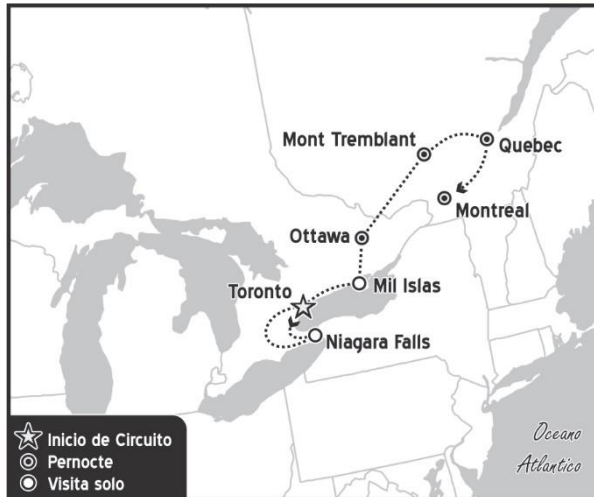 Mont Tremblant
Quebec
Montreal
Ottawa
Toronto
Mil Islas
Niagara Falls
Inicio de Circuito
Pernocte
Visita solo
Oceano
Atlantico